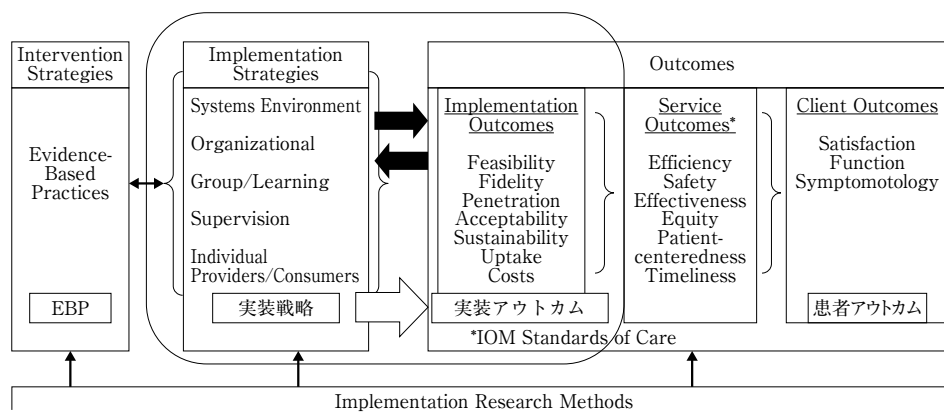 Intervention
Strategies
Evidence-
Based
Practices
EBP
Implementation
Strategies
Systems Environment
Organizational
Group/Learning
Supervision
Individual
Providers/Consumers
実装戦略
Outcomes
Implementation
Outcomes
Feasibility
Fidelity
Penetration
Acceptability
Sustainability
Uptake
Costs
実装アウトカム
Service
Outcomes*
Efficiency
Safety
Effectiveness
Equity
Patient-
centeredness
Timeliness
Client Outcomes
Satisfaction
Function
Symptomotology
患者アウトカム
*IOM Standards of Care
Implementation Research Methods